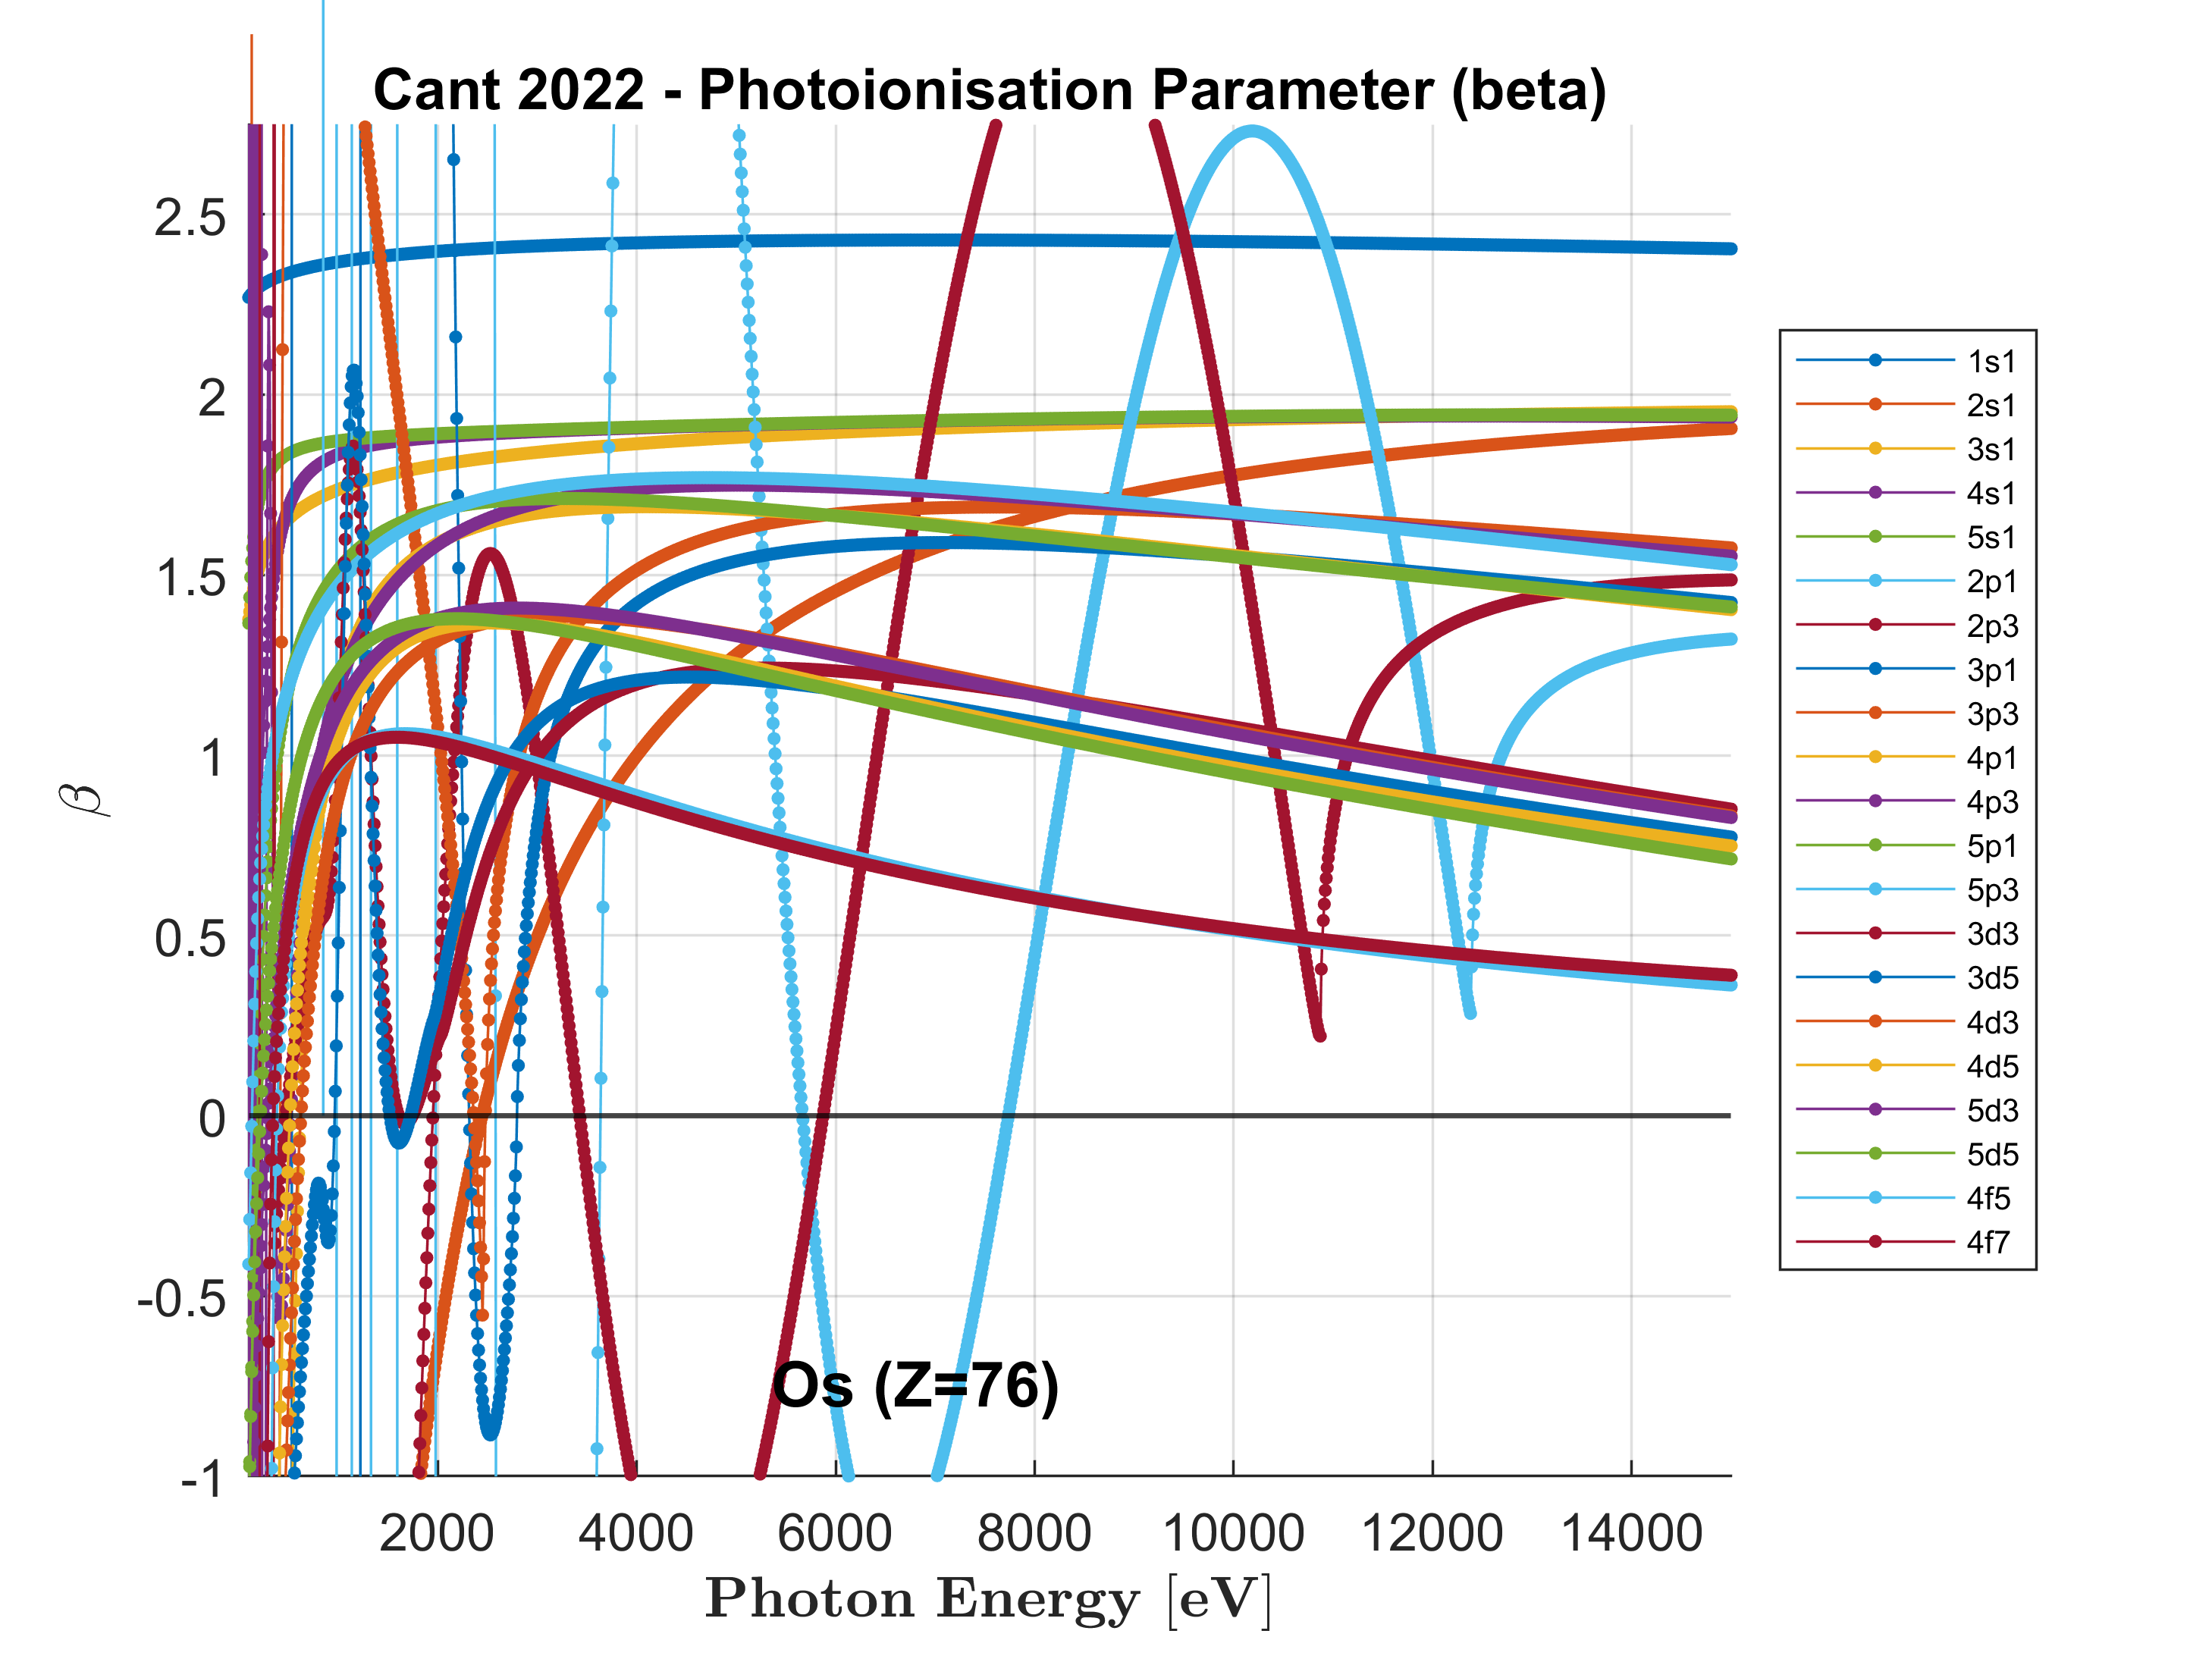 Cant 2022 - Photoionisation Parameter (beta)
2.5
2
1.5
1
0.5
0
-0.5
-1
β
2000 4000 6000 8000 10000 12000 14000
Photon Energy [eV]
Os (Z=76)
1s1
2s1
3s1
4s1
5s1
2p1
2p3
3p1
3p3
4p1
4p3
5p1
5p3
3d3
3d5
4d3
4d5
5d3
5d5
4f5
4f7